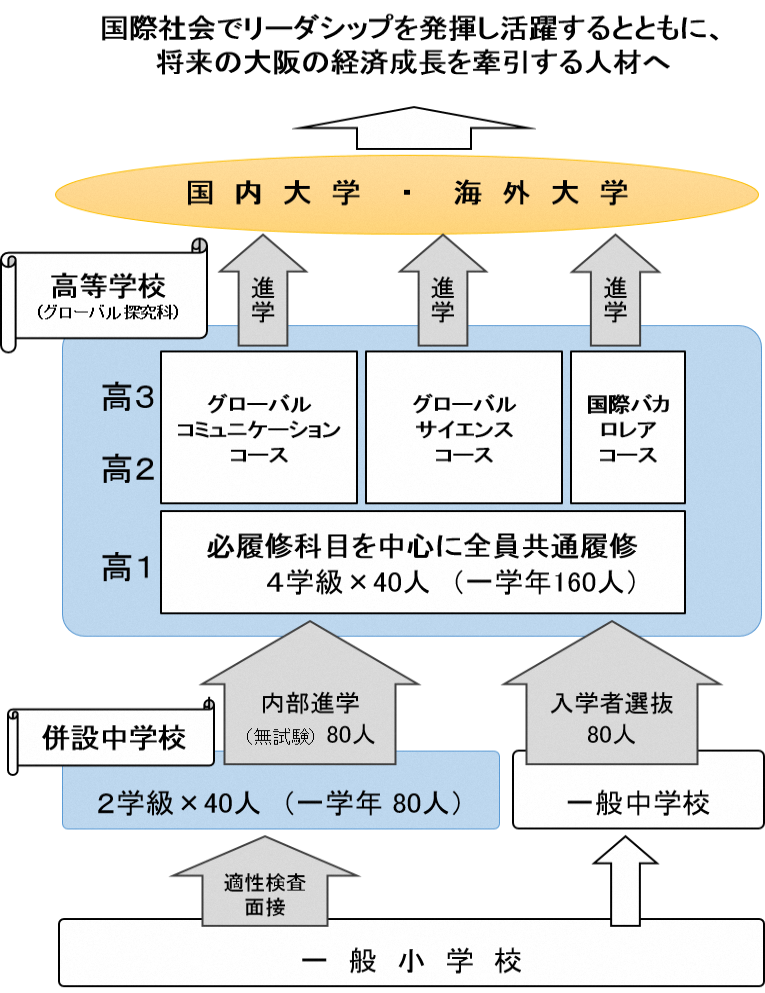 国際社会でリーダシップを発揮し活躍するとともに、
将来の大阪の経済成長を牽引する人材へ
国内大学・海外大学
高等学校
（グローバル探究科）
進学
進学
進学
高３
高２
グローバル
コミュニケーション
コース
グローバル
サイエンス
コース
国際バカ
ロレア
コース
高１
必履修科目を中心に全員共通履修
４学級×40人 （一学年160人）
内部進学
（無試験） 80人
入学者選抜
80人
併設中学校
２学級×40人 （一学年 80人）
一般中学校
適性検査
面接
一般小学校